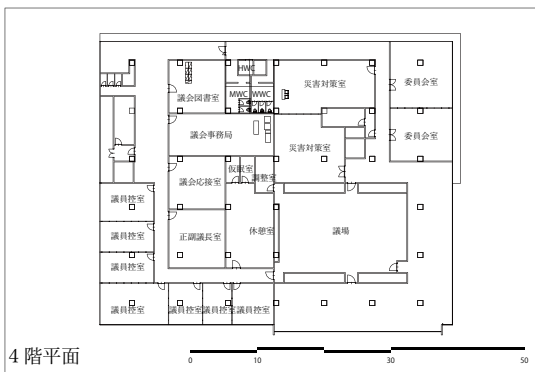 HWC
議会図書室
MWC WWC
災害対策室
委員会室
議会事務局
災害対策室
委員会室
議会応接室
仮眠室
調整室
議員控室
議員控室
正副議長室
休憩室
議場
議員控室
議員控室 議員控室 議員控室 議員控室
4階平面
0 10 30 50